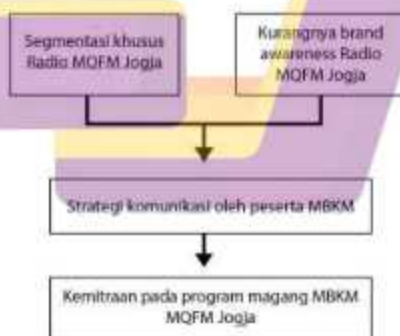 Segmentasi khusus
Radio MQFM Jogja
Kurangnya brand
awareness Radio
MQFM Jogja
Strategi komunikasi oleh peserta MBKM
Kemitraan pada program magang MBKM
MQFM Jogja